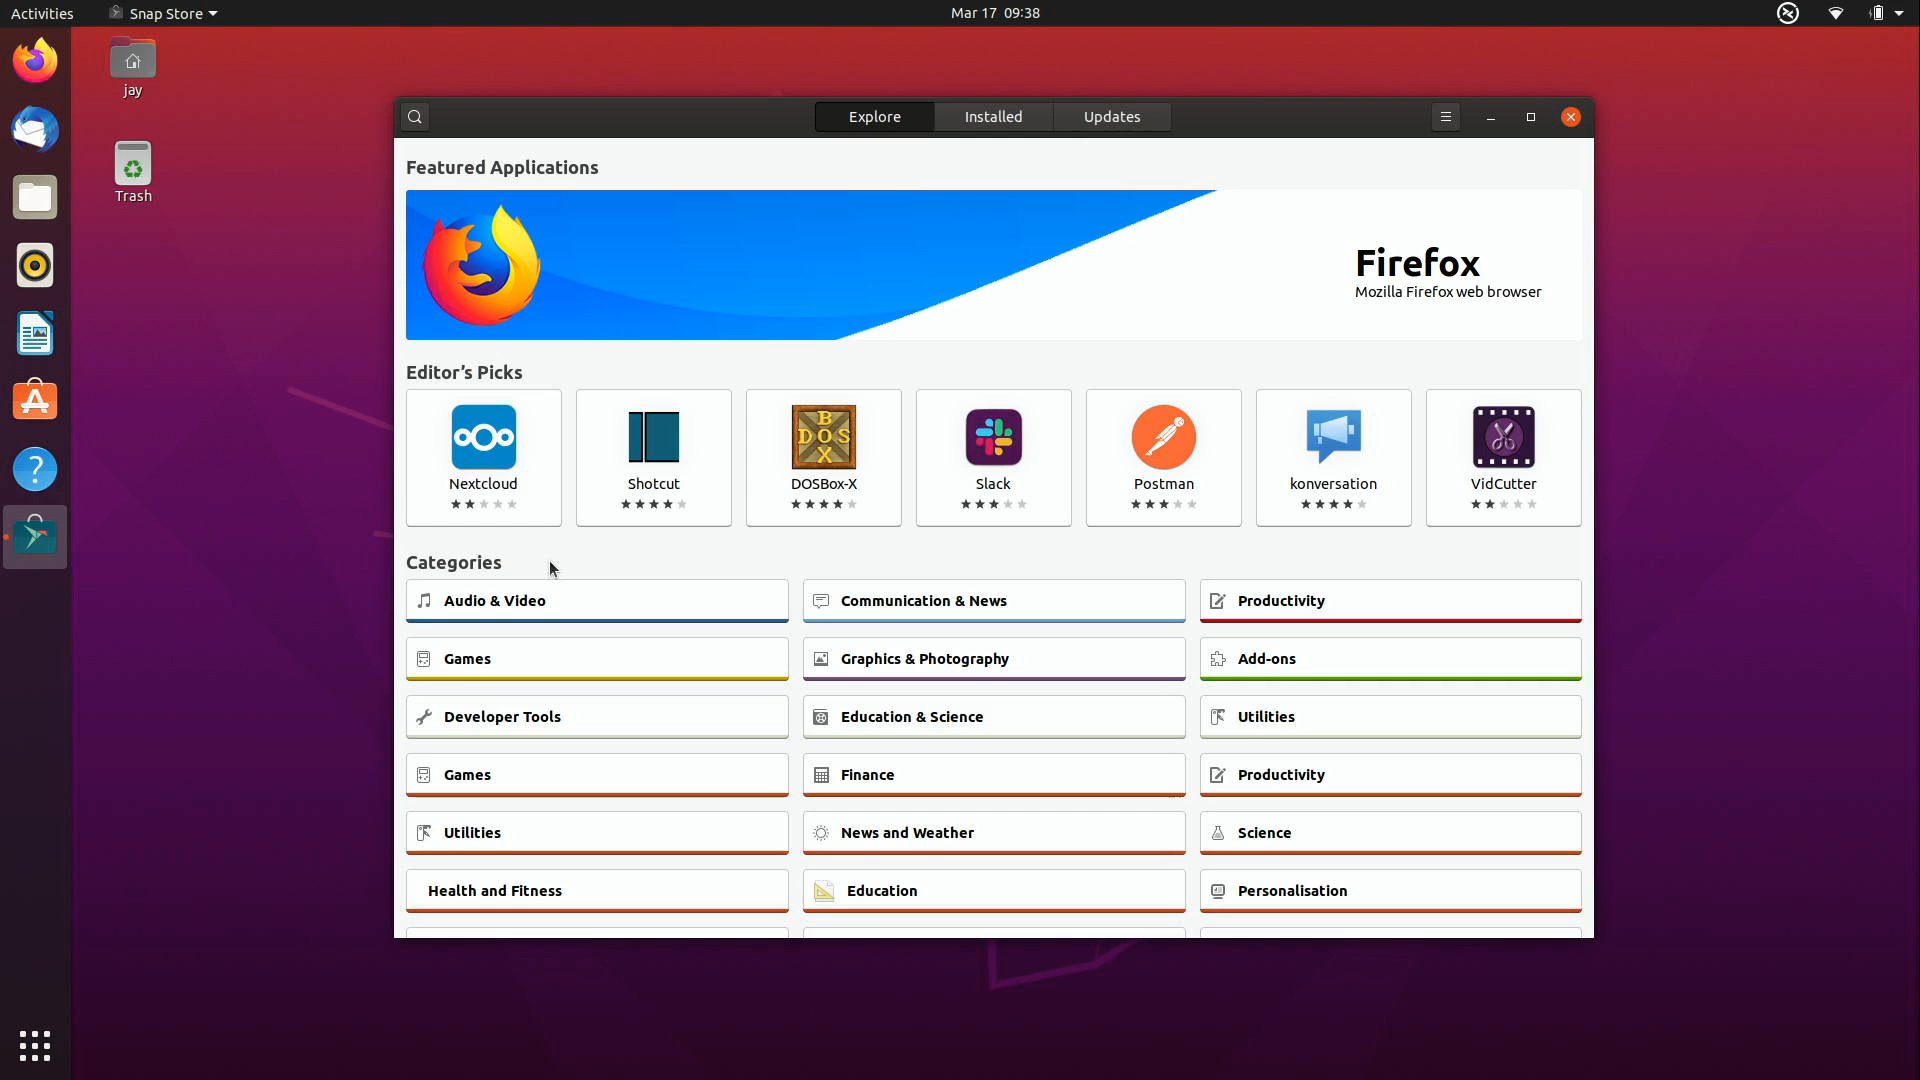 Activities
Snap Store
Mar 17 09:38
jay
Trash
Explore
Installed
Updates
Featured Applications
Firefox
Mozilla Firefox web browser
Editor’s Picks
Nextcloud
Shotcut
DOSBox-X
Slack
Postman
konversation
VidCutter
Categories
Audio & Video
Communication & News
Productivity
Games
Graphics & Photography
Add-ons
Developer Tools
Education & Science
Utilities
Games
Finance
Productivity
Utilities
News and Weather
Science
Health and Fitness
Education
Personalisation